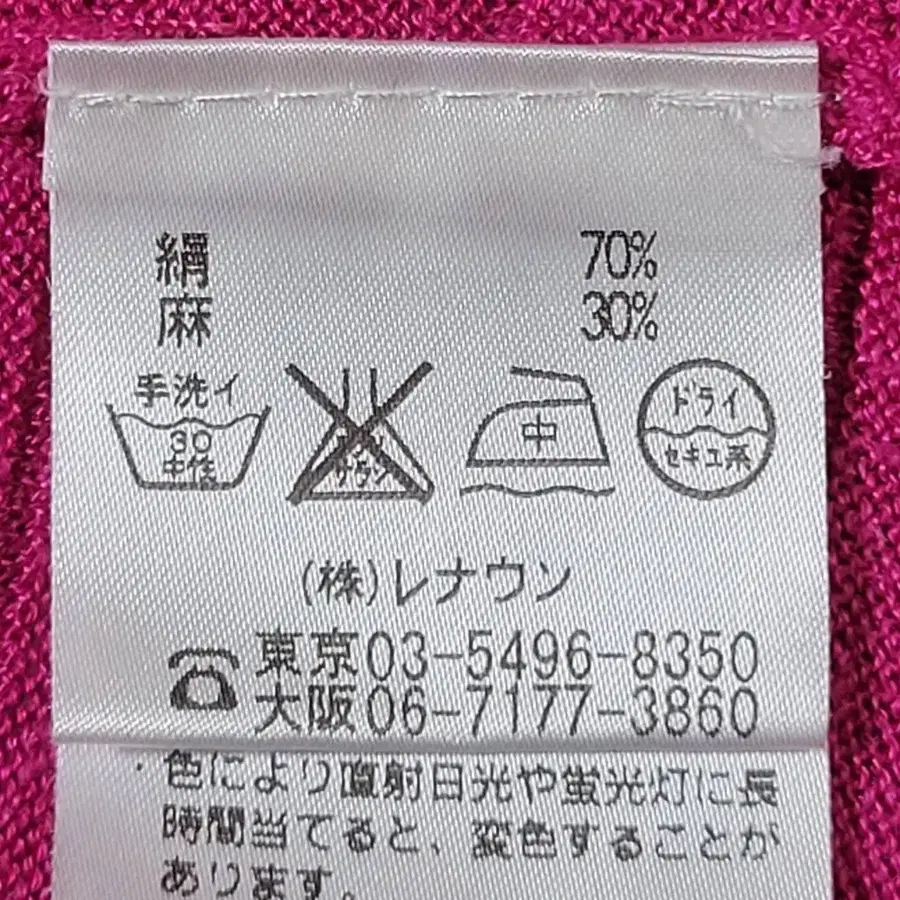 絹 70%
麻 30%
手洗イ
30
中性
サラシ
中
ドライ
セキユ系
(株)レナウン
東京03-5496-8350
大阪06-7177-3860
・色により直射日光や蛍光灯に長
時間当てると、変色することが
あります。